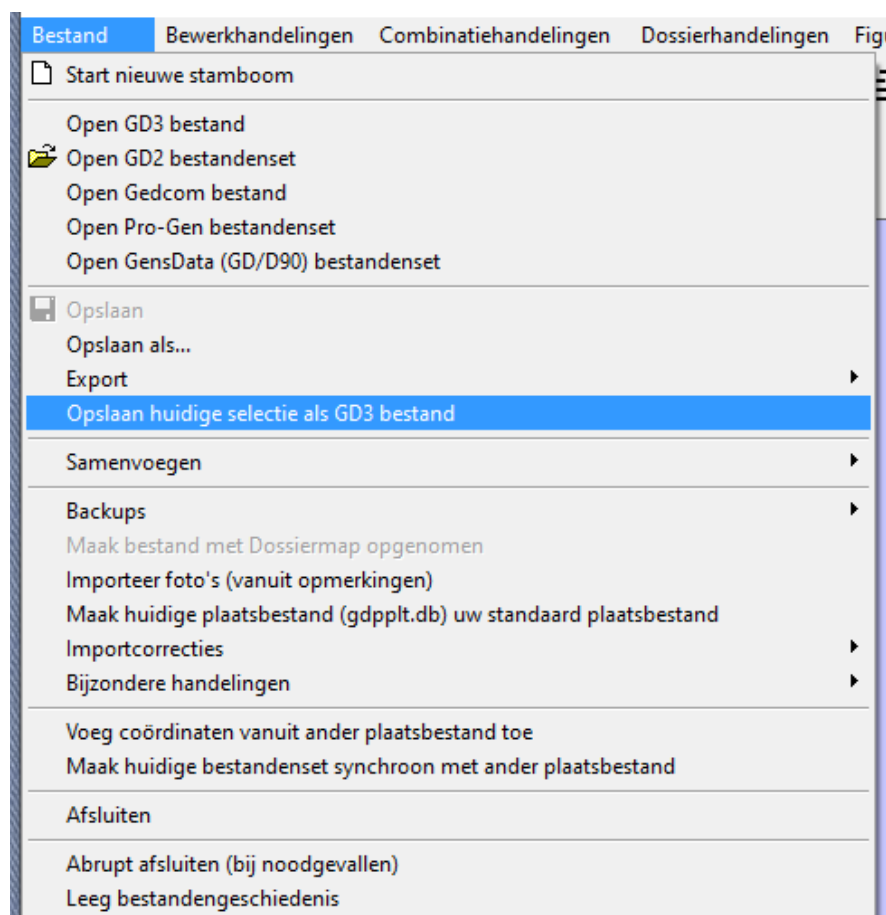 Bestand Bewerkhandelingen Combinatiehandelingen Dossierhandelingen
Start nieuwe stamboom
Open GD3 bestand
Open GD2 bestandenset
Open Gedcom bestand
Open Pro-Gen bestandenset
Open GensData (GD/D90) bestandenset
Opslaan
Opslaan als...
Export
Opslaan huidige selectie als GD3 bestand
Samenvoegen
Backups
Maak bestand met Dossiermap opgenomen
Importeer foto's (vanuit opmerkingen)
Maak huidige plaatsbestand (gdpplt.db) uw standaard plaatsbestand
Importcorrecties
Bijzondere handelingen
Voeg coördinaten vanuit ander plaatsbestand toe
Maak huidige bestandenset synchroon met ander plaatsbestand
Afsluiten
Abrupt afsluiten (bij noodgevallen)
Leeg bestandengeschiedenis